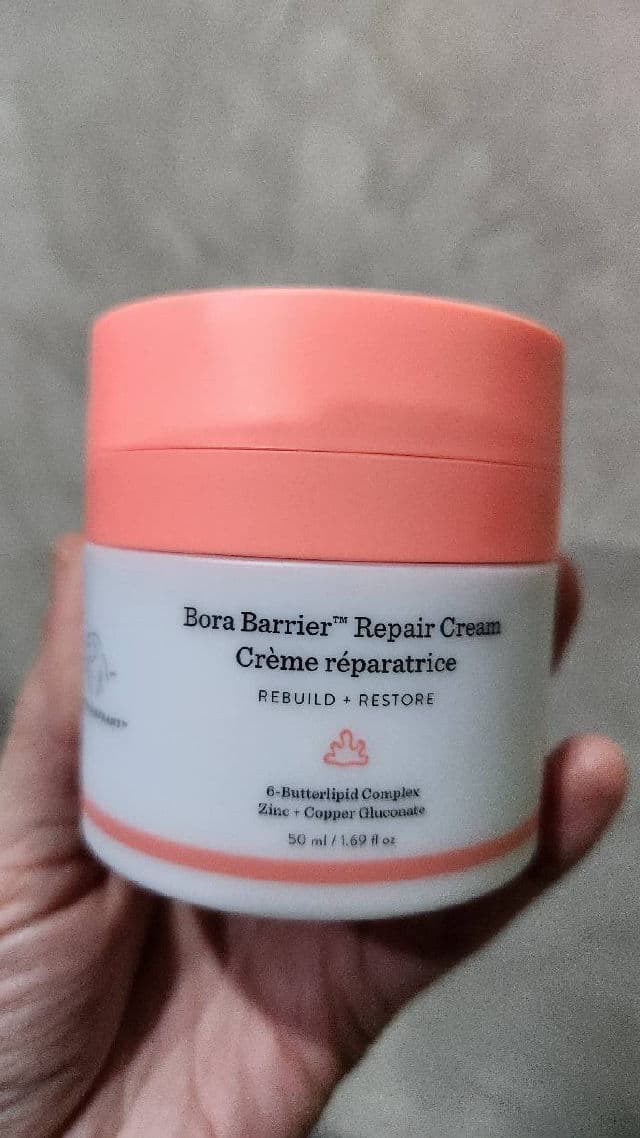 Bora Barrier™ Repair Cream
Crème réparatrice
REBUILD + RESTORE
6-Butterlipid Complex
Zinc + Copper Gluconate
50 ml / 1.69 fl oz